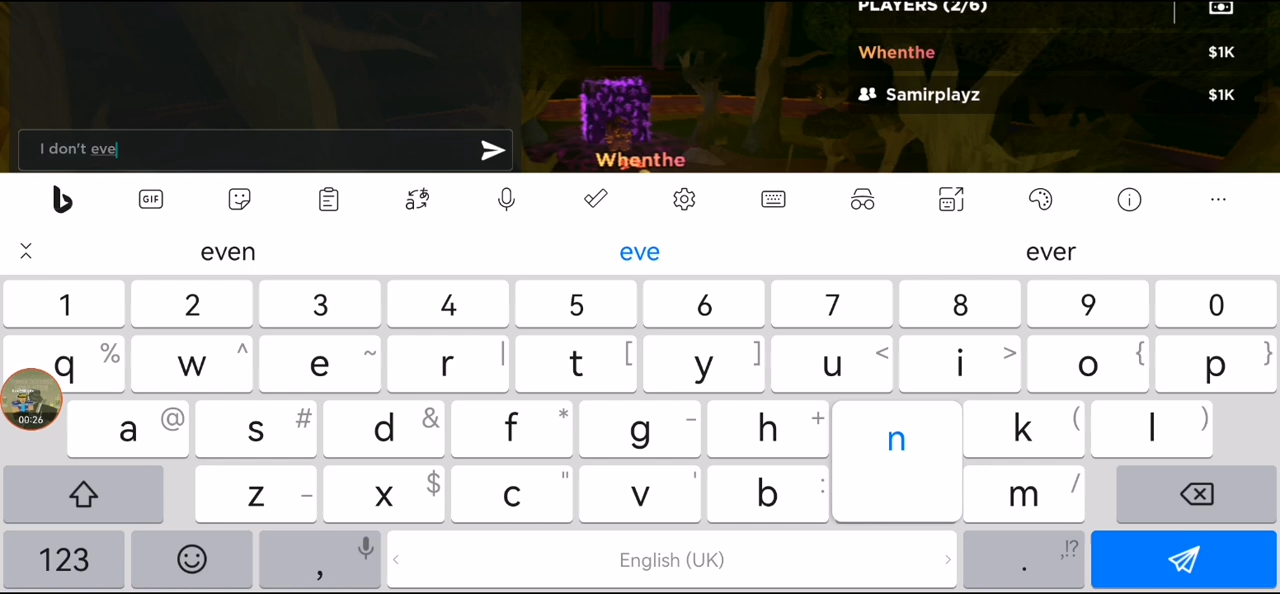 PLAYERS (2/6)
Whenthe $1K
Samirplayz $1K
I don't eve
Whenthe
GIF
even eve ever
1 2 3 4 5 6 7 8 9 0
q % w ^ e ~ r | t [ y ] u < i > o { p }
00:26
a @ s # d & f * g - h + n k ( l )
z _ x $ c " v ' b : m /
123 , English (UK) . ,!?